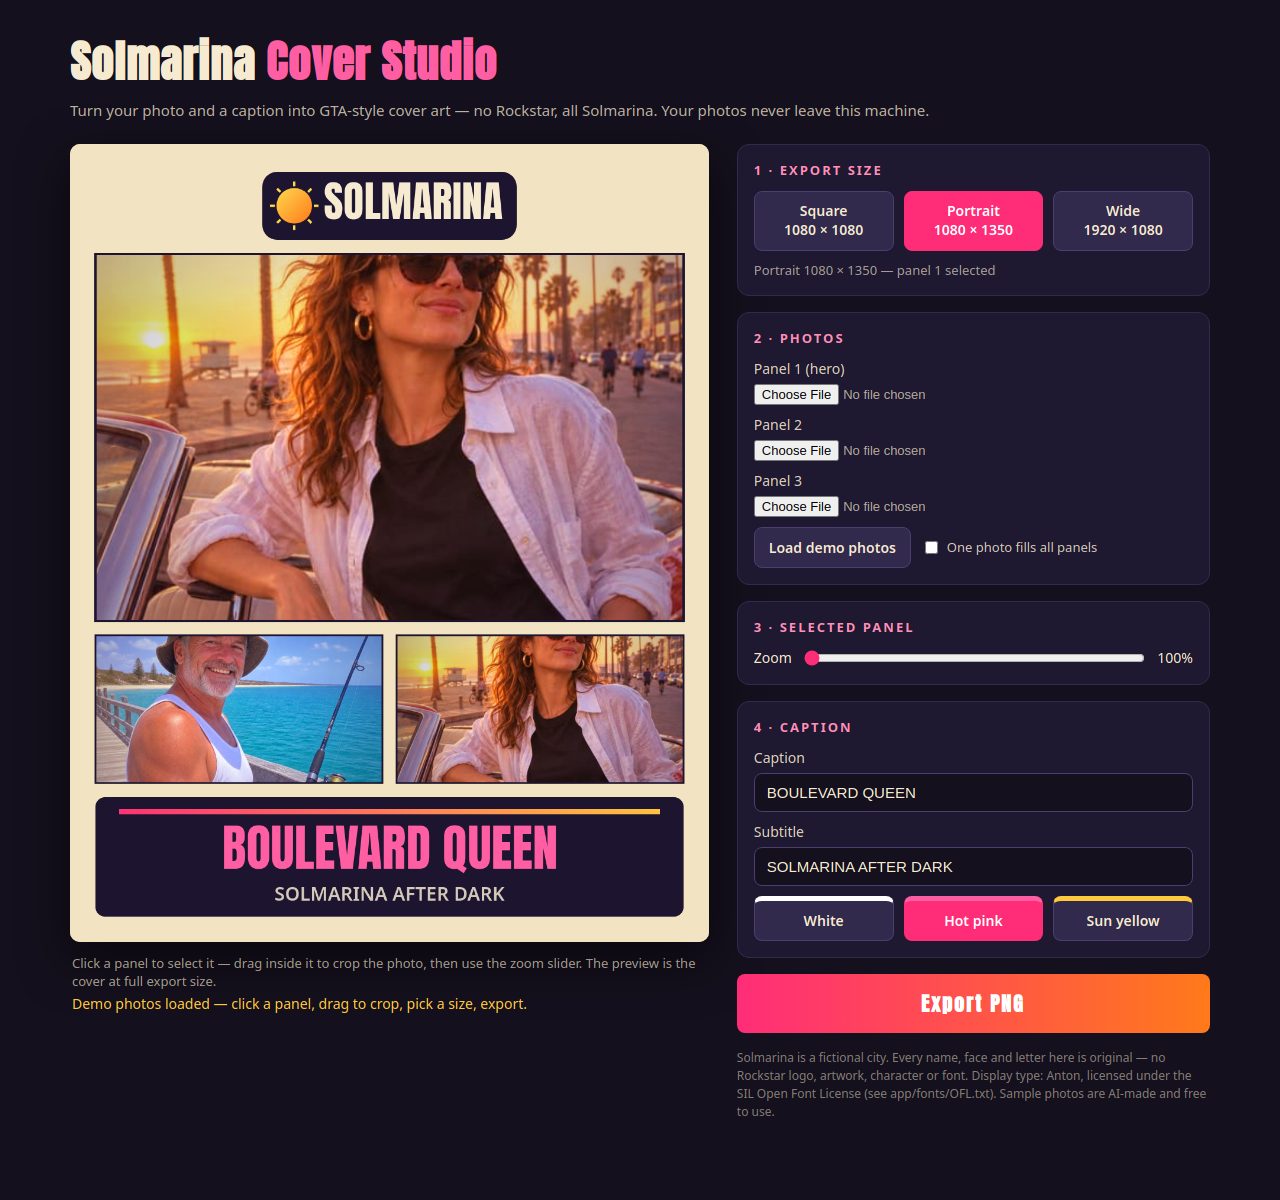 Solmarina Cover Studio
Turn your photo and a caption into GTA-style cover art — no Rockstar, all Solmarina. Your photos never leave this machine.
SOLMARINA
BOULEVARD QUEEN
SOLMARINA AFTER DARK
Click a panel to select it — drag inside it to crop the photo, then use the zoom slider. The preview is the
cover at full export size.
Demo photos loaded — click a panel, drag to crop, pick a size, export.
1 · EXPORT SIZE
Square
1080 × 1080
Portrait
1080 × 1350
Wide
1920 × 1080
Portrait 1080 × 1350 — panel 1 selected
2 · PHOTOS
Panel 1 (hero)
Choose File No file chosen
Panel 2
Choose File No file chosen
Panel 3
Choose File No file chosen
Load demo photos One photo fills all panels
3 · SELECTED PANEL
Zoom 100%
4 · CAPTION
Caption
BOULEVARD QUEEN
Subtitle
SOLMARINA AFTER DARK
White Hot pink Sun yellow
Export PNG
Solmarina is a fictional city. Every name, face and letter here is original — no
Rockstar logo, artwork, character or font. Display type: Anton, licensed under the
SIL Open Font License (see app/fonts/OFL.txt). Sample photos are AI-made and free
to use.